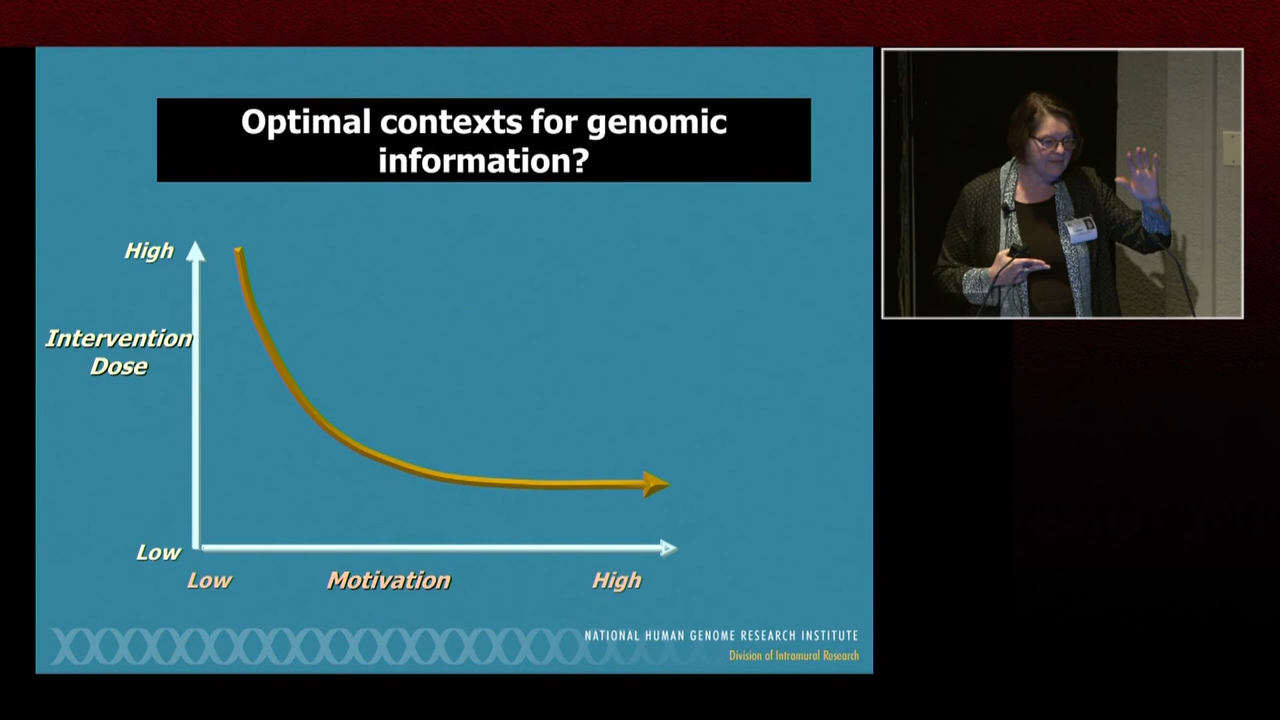 Optimal contexts for genomic
information?
High
Intervention
Dose
Low
Low
Motivation
High
NATIONAL HUMAN GENOME RESEARCH INSTITUTE
Division of Intramural Research